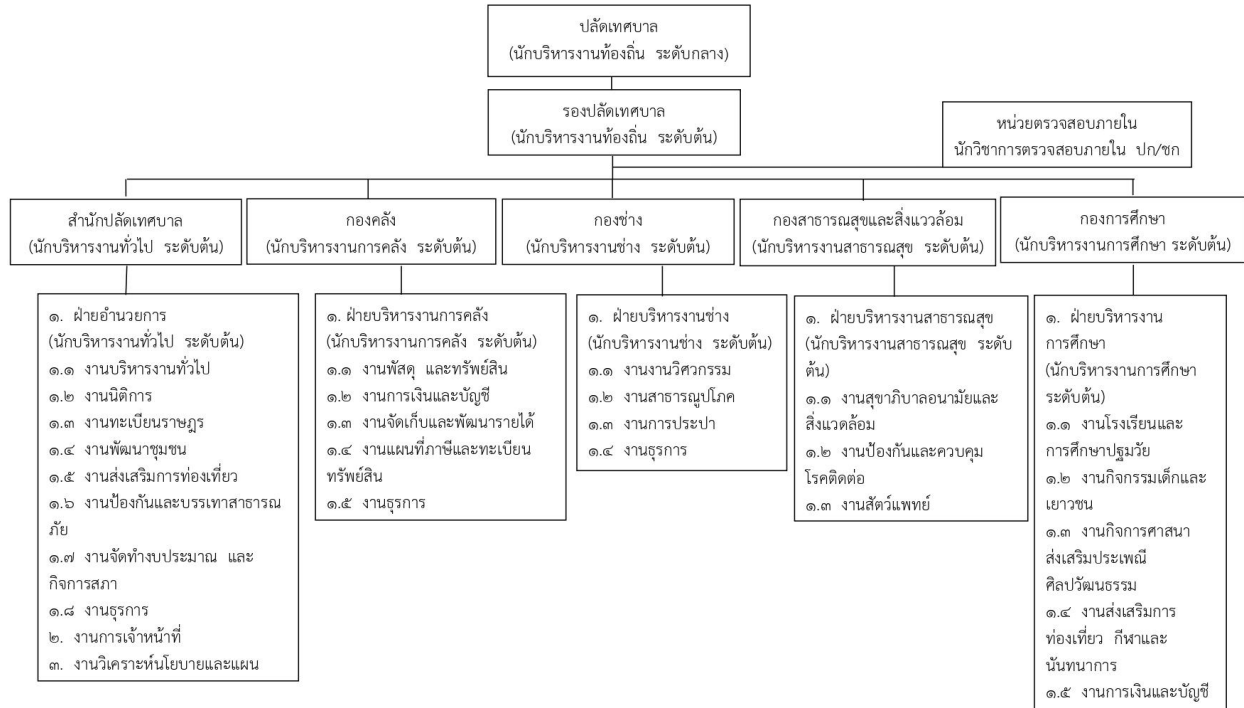 ปลัดเทศบาล
(นักบริหารงานท้องถิ่น ระดับกลาง)
รองปลัดเทศบาล
(นักบริหารงานท้องถิ่น ระดับต้น)
หน่วยตรวจสอบภายใน
นักวิชาการตรวจสอบภายใน ปก/ชก
สำนักปลัดเทศบาล
(นักบริหารงานทั่วไป ระดับต้น)
กองคลัง
(นักบริหารงานการคลัง ระดับต้น)
กองช่าง
(นักบริหารงานช่าง ระดับต้น)
กองสาธารณสุขและสิ่งแววล้อม
(นักบริหารงานสาธารณสุข ระดับต้น)
กองการศึกษา
(นักบริหารงานการศึกษา ระดับต้น)
๑. ฝ่ายอำนวยการ
(นักบริหารงานทั่วไป ระดับต้น)
๑.๑ งานบริหารงานทั่วไป
๑.๒ งานนิติการ
๑.๓ งานทะเบียนราษฎร
๑.๔ งานพัฒนาชุมชน
๑.๕ งานส่งเสริมการท่องเที่ยว
๑.๖ งานป้องกันและบรรเทาสาธารณ
ภัย
๑.๗ งานจัดทำงบประมาณ และ
กิจการสภา
๑.๘ งานธุรการ
๒. งานการเจ้าหน้าที่
๓. งานวิเคราะห์นโยบายและแผน
๑. ฝ่ายบริหารงานการคลัง
(นักบริหารงานการคลัง ระดับต้น)
๑.๑ งานพัสดุ และทรัพย์สิน
๑.๒ งานการเงินและบัญชี
๑.๓ งานจัดเก็บและพัฒนารายได้
๑.๔ งานแผนที่ภาษีและทะเบียน
ทรัพย์สิน
๑.๕ งานธุรการ
๑. ฝ่ายบริหารงานช่าง
(นักบริหารงานช่าง ระดับต้น)
๑.๑ งานงานวิศวกรรม
๑.๒ งานสาธารณูปโภค
๑.๓ งานการประปา
๑.๔ งานธุรการ
๑. ฝ่ายบริหารงานสาธารณสุข
(นักบริหารงานสาธารณสุข ระดับ
ต้น)
๑.๑ งานสุขาภิบาลอนามัยและ
สิ่งแวดล้อม
๑.๒ งานป้องกันและควบคุม
โรคติดต่อ
๑.๓ งานสัตว์แพทย์
๑. ฝ่ายบริหารงาน
การศึกษา
(นักบริหารงานการศึกษา
ระดับต้น)
๑.๑ งานโรงเรียนและ
การศึกษาปฐมวัย
๑.๒ งานกิจกรรมเด็กและ
เยาวชน
๑.๓ งานกิจการศาสนา
ส่งเสริมประเพณี
ศิลปวัฒนธรรม
๑.๔ งานส่งเสริมการ
ท่องเที่ยว กีฬาและ
นันทนาการ
๑.๕ งานการเงินและบัญชี